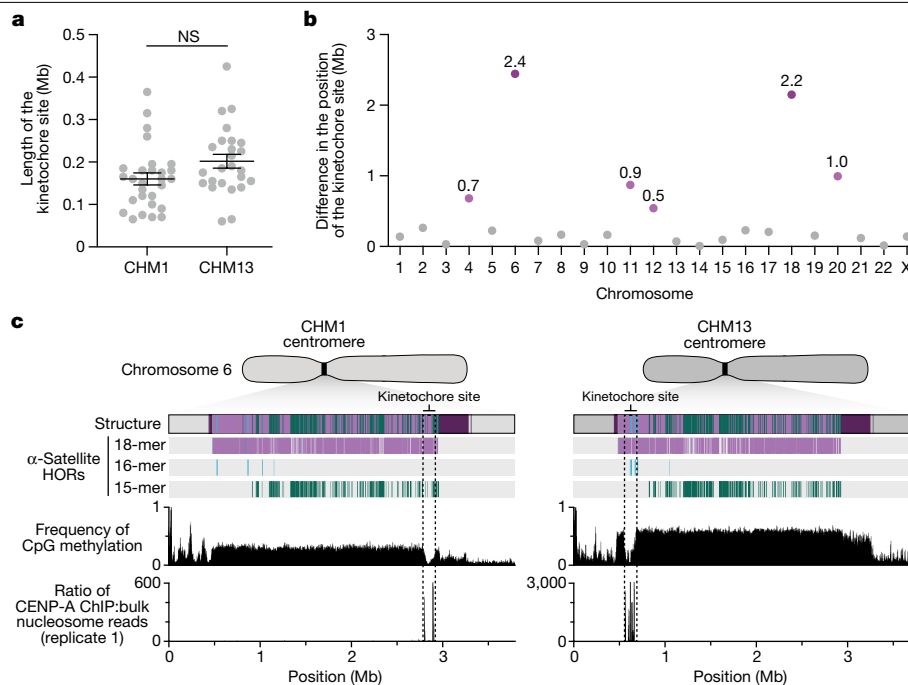 a
NS
0.5
0.4
0.3
0.2
0.1
0
Length of the
kinetochore site (Mb)
CHM1
CHM13
b
3
2
1
0
Difference in the position
of the kinetochore site (Mb)
0.7
2.4
0.9
0.5
2.2
1.0
1 2 3 4 5 6 7 8 9 10 11 12 13 14 15 16 17 18 19 20 21 22 X
Chromosome
c
CHM1
centromere
CHM13
centromere
Chromosome 6
Kinetochore site
Kinetochore site
Structure
α-Satellite
HORs
18-mer
16-mer
15-mer
Frequency of
CpG methylation
1
0
1
0
Ratio of
CENP-A ChIP:bulk
nucleosome reads
(replicate 1)
600
0
3,000
0
0 1 2 3
Position (Mb)
0 1 2 3
Position (Mb)